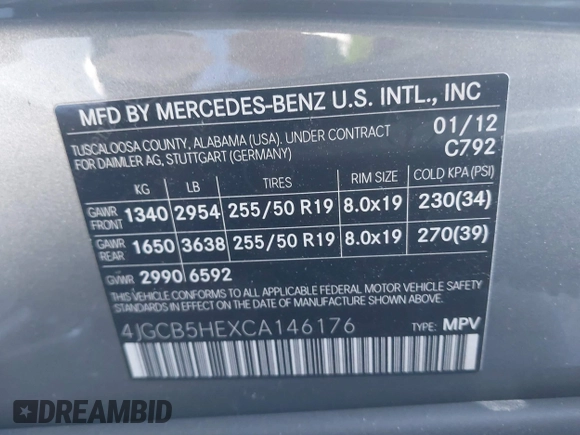 MFD BY MERCEDES-BENZ U.S. INTL., INC
TUSCALOOSA COUNTY, ALABAMA (USA). UNDER CONTRACT 01/12
FOR DAIMLER AG, STUTTGART (GERMANY) C792
KG LB TIRES RIM SIZE COLD KPA (PSI)
GAWR FRONT 1340 2954 255/50 R19 8.0x19 230(34)
GAWR REAR 1650 3638 255/50 R19 8.0x19 270(39)
GVWR 2990 6592
THIS VEHICLE CONFORMS TO ALL APPLICABLE FEDERAL MOTOR VEHICLE SAFETY
STANDARDS IN EFFECT ON THE DATE OF MANUFACTURE SHOWN ABOVE.
4JGCB5HEXCA146176 TYPE: MPV
DREAMBID